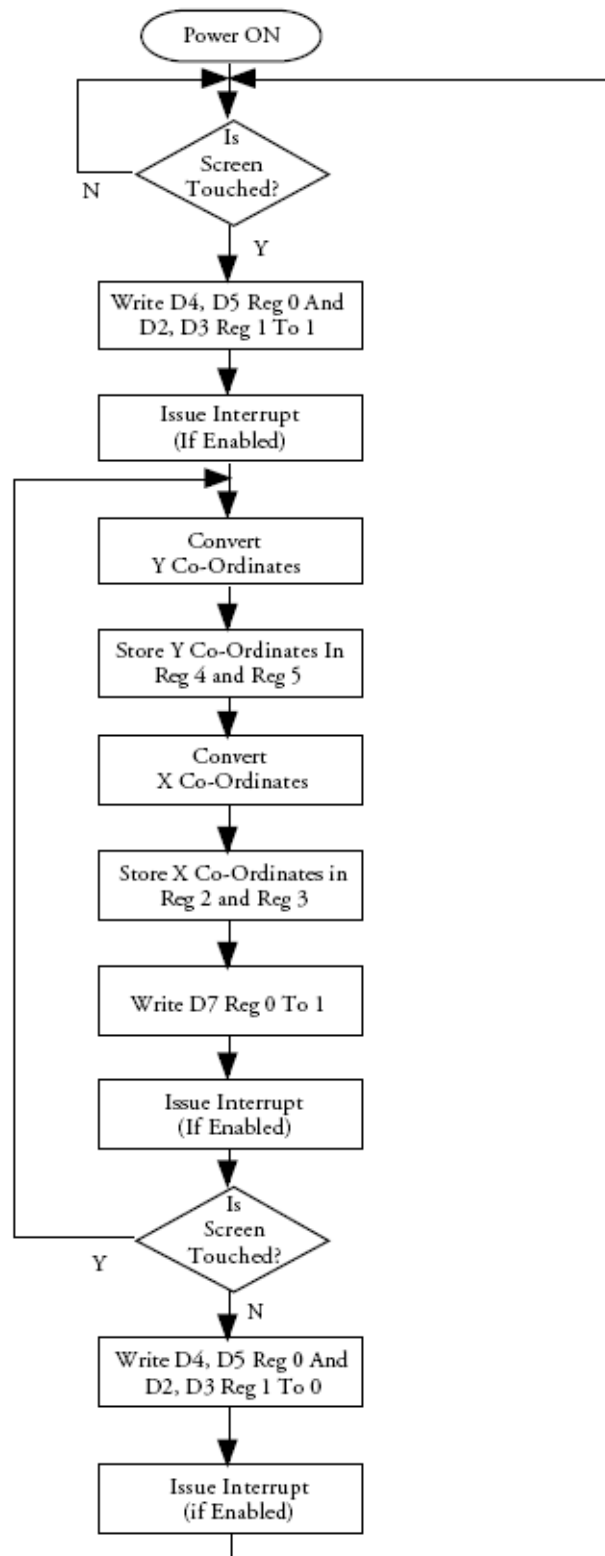 Power ON
Is
Screen
Touched?
N
Y
Write D4, D5 Reg 0 And
D2, D3 Reg 1 To 1
Issue Interrupt
(If Enabled)
Convert
Y Co-Ordinates
Store Y Co-Ordinates In
Reg 4 and Reg 5
Convert
X Co-Ordinates
Store X Co-Ordinates in
Reg 2 and Reg 3
Write D7 Reg 0 To 1
Issue Interrupt
(If Enabled)
Is
Screen
Touched?
Y
N
Write D4, D5 Reg 0 And
D2, D3 Reg 1 To 0
Issue Interrupt
(if Enabled)